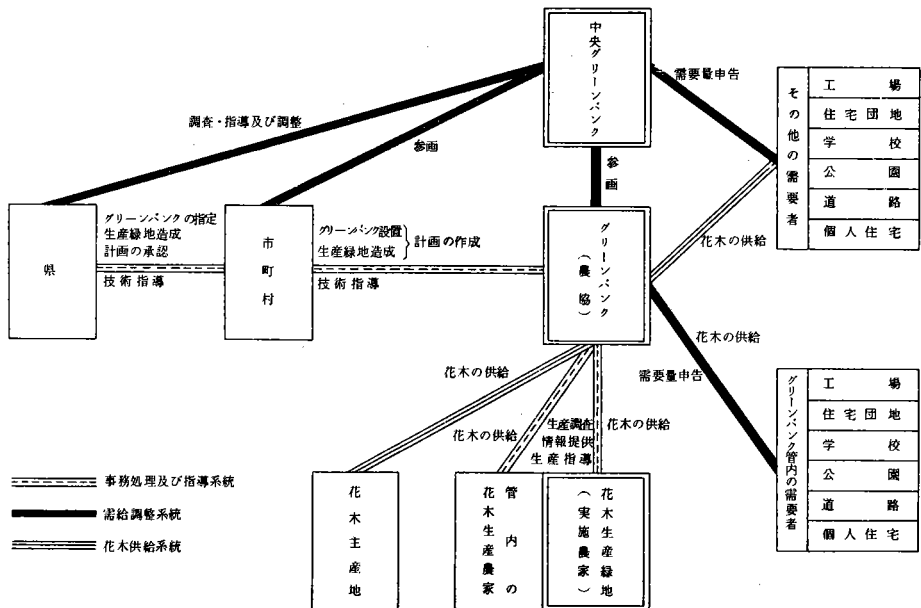 中央グリーンバンク
需要量申告
その他の需要者
工場
住宅団地
学校
公園
道路
個人住宅
調査・指導及び調整
参画
参画
県
グリーンバンクの指定
生産緑地造成
計画の承認
技術指導
市町村
グリーンバンク設置
生産緑地造成
計画の作成
技術指導
グリーンバンク
(農協)
花木の供給
花木の供給
需要量申告
グリーンバンク管内の需要者
工場
住宅団地
学校
公園
道路
個人住宅
花木の供給
花木の供給
生産調査
情報提供
生産指導
花木の供給
事務処理及び指導系統
需給調整系統
花木供給系統
花木主産地
管内の
花木生産農家
花木生産緑地
(実施農家)